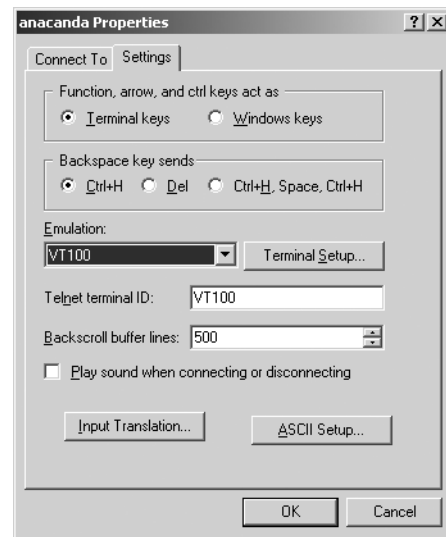 anacanda Properties
Connect To Settings
Function, arrow, and ctrl keys act as
Terminal keys Windows keys
Backspace key sends
Ctrl+H Del Ctrl+H, Space, Ctrl+H
Emulation:
VT100 Terminal Setup...
Telnet terminal ID: VT100
Backscroll buffer lines: 500
Play sound when connecting or disconnecting
Input Translation... ASCII Setup...
OK Cancel